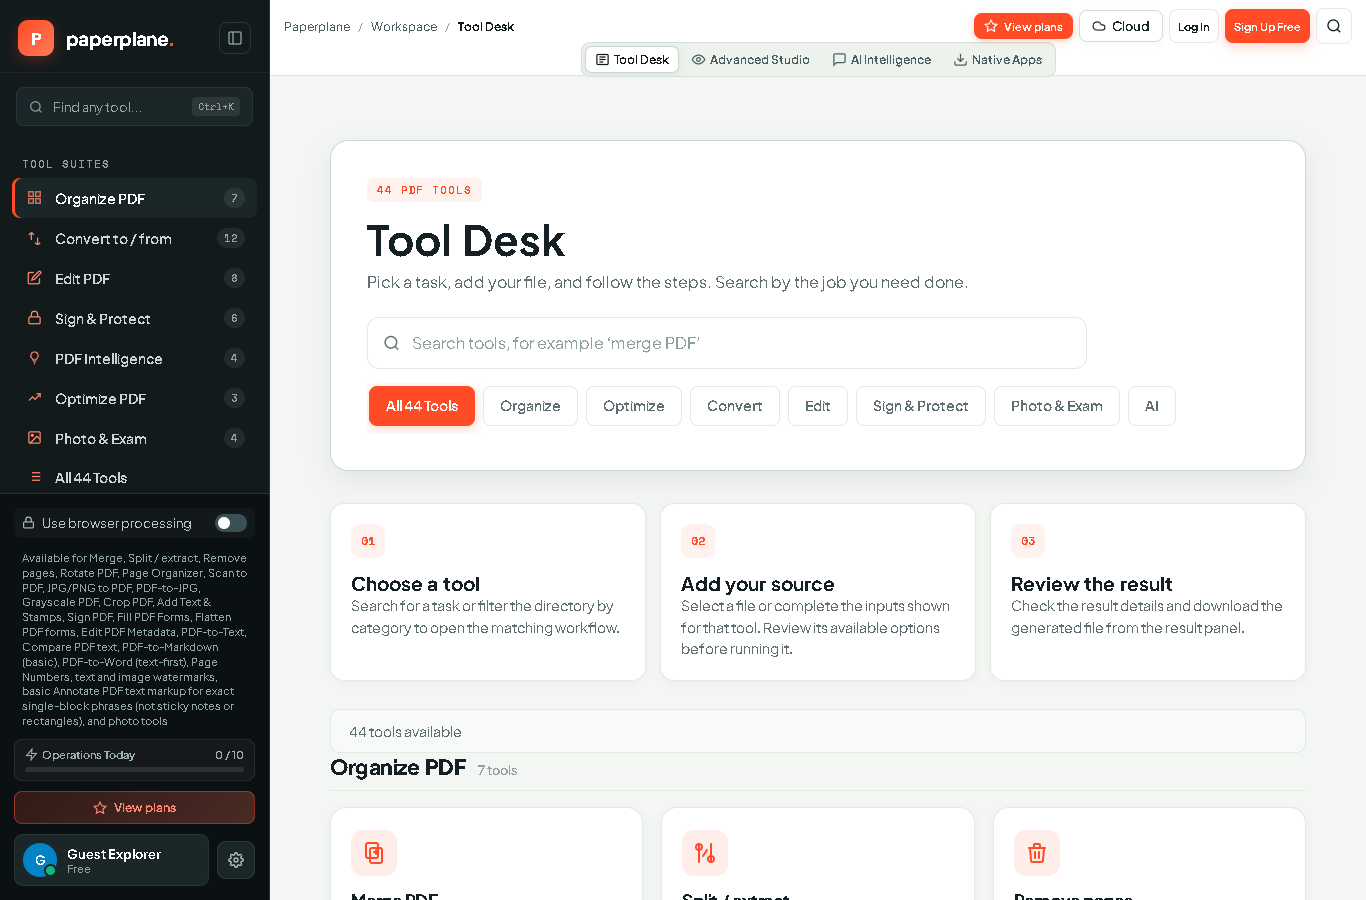 P paperplane.
Find any tool... Ctrl+K
TOOL SUITES
Organize PDF 7
Convert to / from 12
Edit PDF 8
Sign & Protect 6
PDF Intelligence 4
Optimize PDF 3
Photo & Exam 4
All 44 Tools
Use browser processing
Available for Merge, Split / extract, Remove
pages, Rotate PDF, Page Organizer, Scan to
PDF, JPG/PNG to PDF, PDF-to-JPG,
Grayscale PDF, Crop PDF, Add Text &
Stamps, Sign PDF, Fill PDF Forms, Flatten
PDF forms, Edit PDF Metadata, PDF-to-Text,
Compare PDF text, PDF-to-Markdown
(basic), PDF-to-Word (text-first), Page
Numbers, text and image watermarks,
basic Annotate PDF text markup for exact
single-block phrases (not sticky notes or
rectangles), and photo tools
Operations Today 0 / 10
View plans
G Guest Explorer
Free
Paperplane / Workspace / Tool Desk
View plans Cloud Log In Sign Up Free
Tool Desk Advanced Studio AI Intelligence Native Apps
44 PDF TOOLS
Tool Desk
Pick a task, add your file, and follow the steps. Search by the job you need done.
Search tools, for example ‘merge PDF’
All 44 Tools Organize Optimize Convert Edit Sign & Protect Photo & Exam AI
01
Choose a tool
Search for a task or filter the directory by
category to open the matching workflow.
02
Add your source
Select a file or complete the inputs shown
for that tool. Review its available options
before running it.
03
Review the result
Check the result details and download the
generated file from the result panel.
44 tools available
Organize PDF 7 tools
Merge PDF Split / extract Remove pages